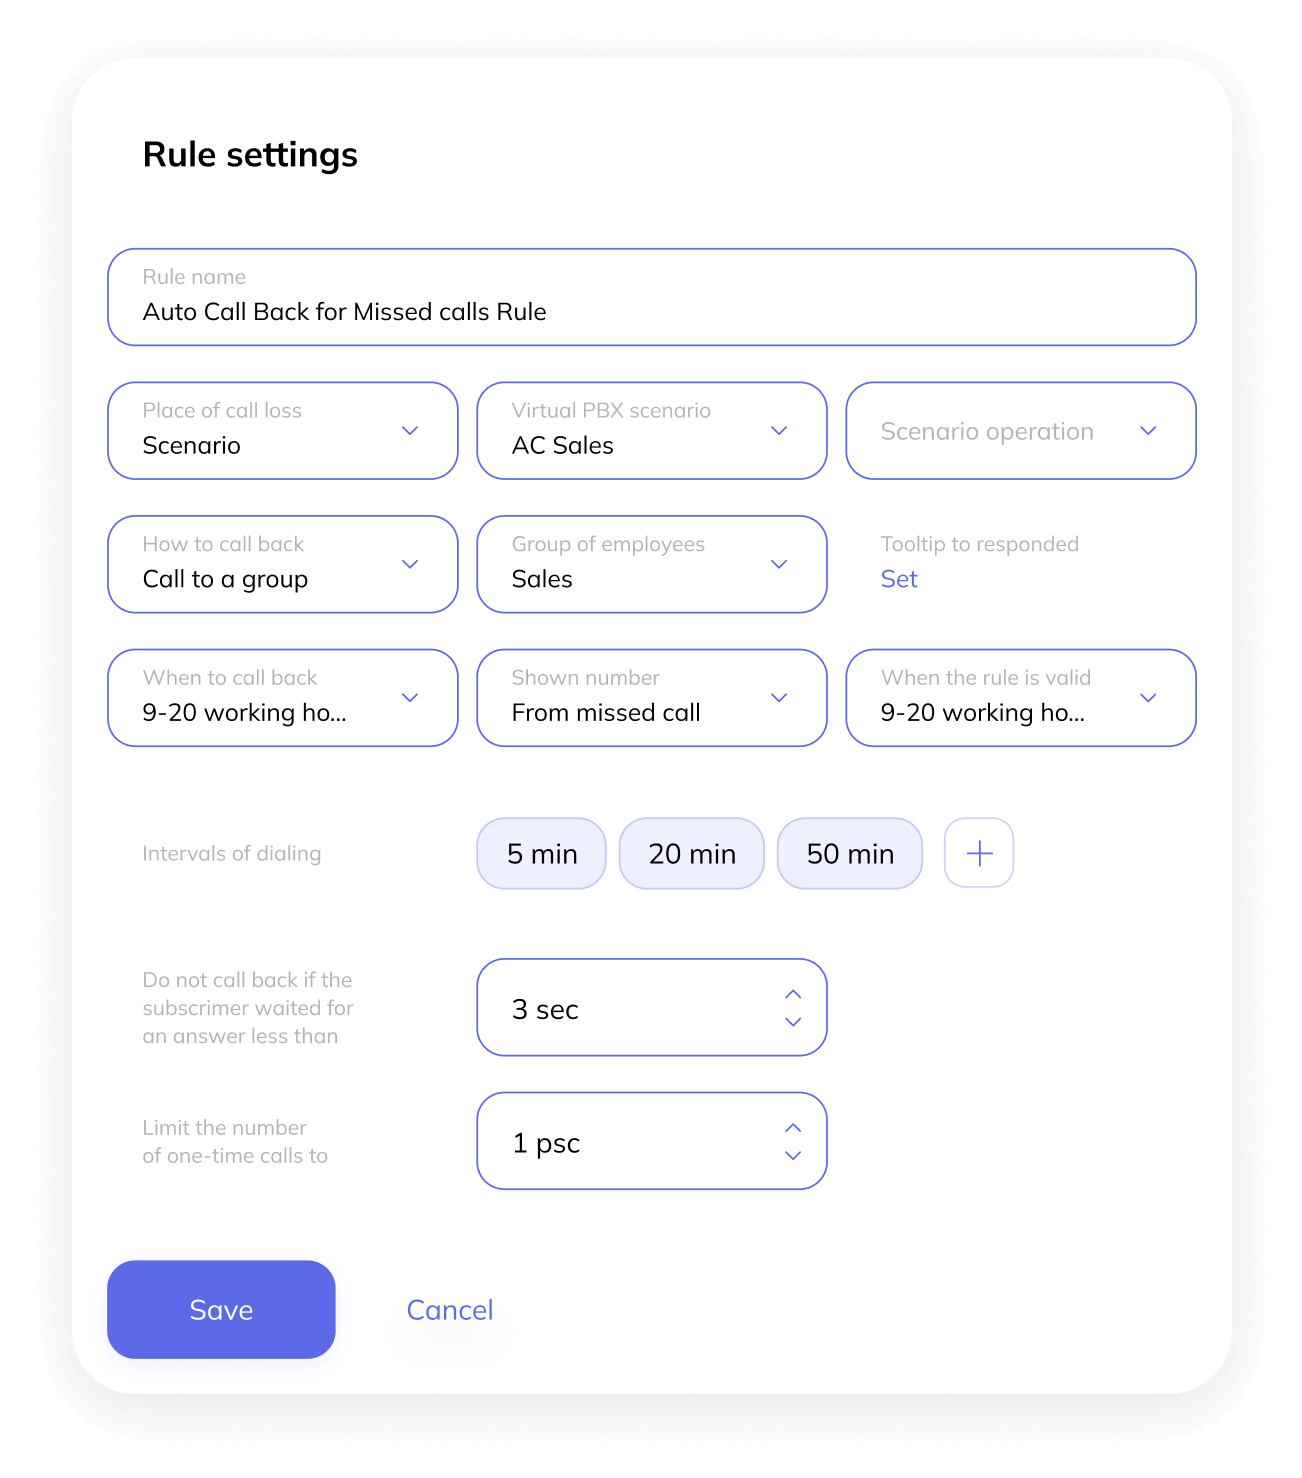 Rule settings
Rule name
Auto Call Back for Missed calls Rule
Place of call loss
Scenario
Virtual PBX scenario
AC Sales
Scenario operation
How to call back
Call to a group
Group of employees
Sales
Tooltip to responded
Set
When to call back
9-20 working ho...
Shown number
From missed call
When the rule is valid
9-20 working ho...
Intervals of dialing
5 min
20 min
50 min
Do not call back if the
subscrimer waited for
an answer less than
3 sec
Limit the number
of one-time calls to
1 psc
Save
Cancel